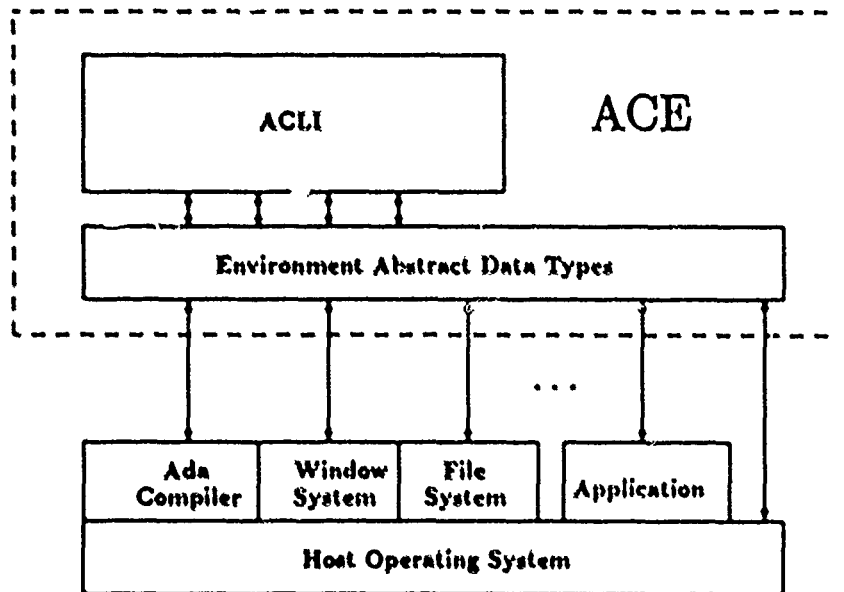 ACLI
ACE
Environment Abstract Data Types
. . .
Ada
Compiler
Window
System
File
System
Application
Host Operating System